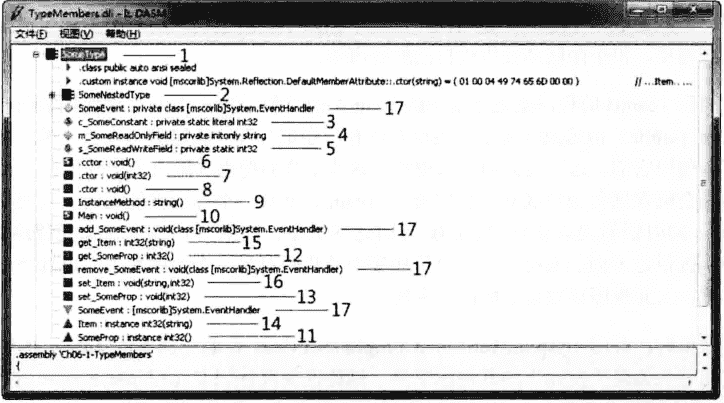 TypeMembers.dll - IL DASM
文件(F) 视图(V) 帮助(H)
SomeType 1
.class public auto ansi sealed
.custom instance void [mscorlib]System.Reflection.DefaultMemberAttribute::.ctor(string) = ( 01 00 04 49 74 65 6D 00 00 ) // ...Item..
SomeNestedType 2
SomeEvent : private class [mscorlib]System.EventHandler 17
c_SomeConstant : private static literal int32 3
m_SomeReadOnlyField : private initonly string 4
s_SomeReadWriteField : private static int32 5
.cctor : void() 6
.ctor : void(int32) 7
.ctor : void() 8
InstanceMethod : string() 9
Main : void() 10
add_SomeEvent : void(class [mscorlib]System.EventHandler) 17
get_Item : int32(string) 15
get_SomeProp : int32() 12
remove_SomeEvent : void(class [mscorlib]System.EventHandler) 17
set_Item : void(string,int32) 16
set_SomeProp : void(int32) 13
SomeEvent : [mscorlib]System.EventHandler 17
Item : instance int32(string) 14
SomeProp : instance int32() 11
.assembly 'Ch06-1-TypeMembers'
{